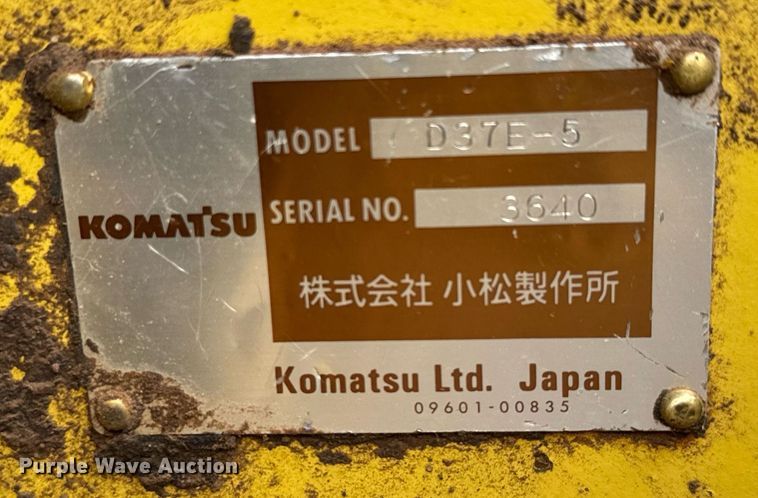 MODEL D37E-5
SERIAL NO. 3640
KOMATSU
株式会社 小松製作所
Komatsu Ltd. Japan
09601-00835
Purple Wave Auction